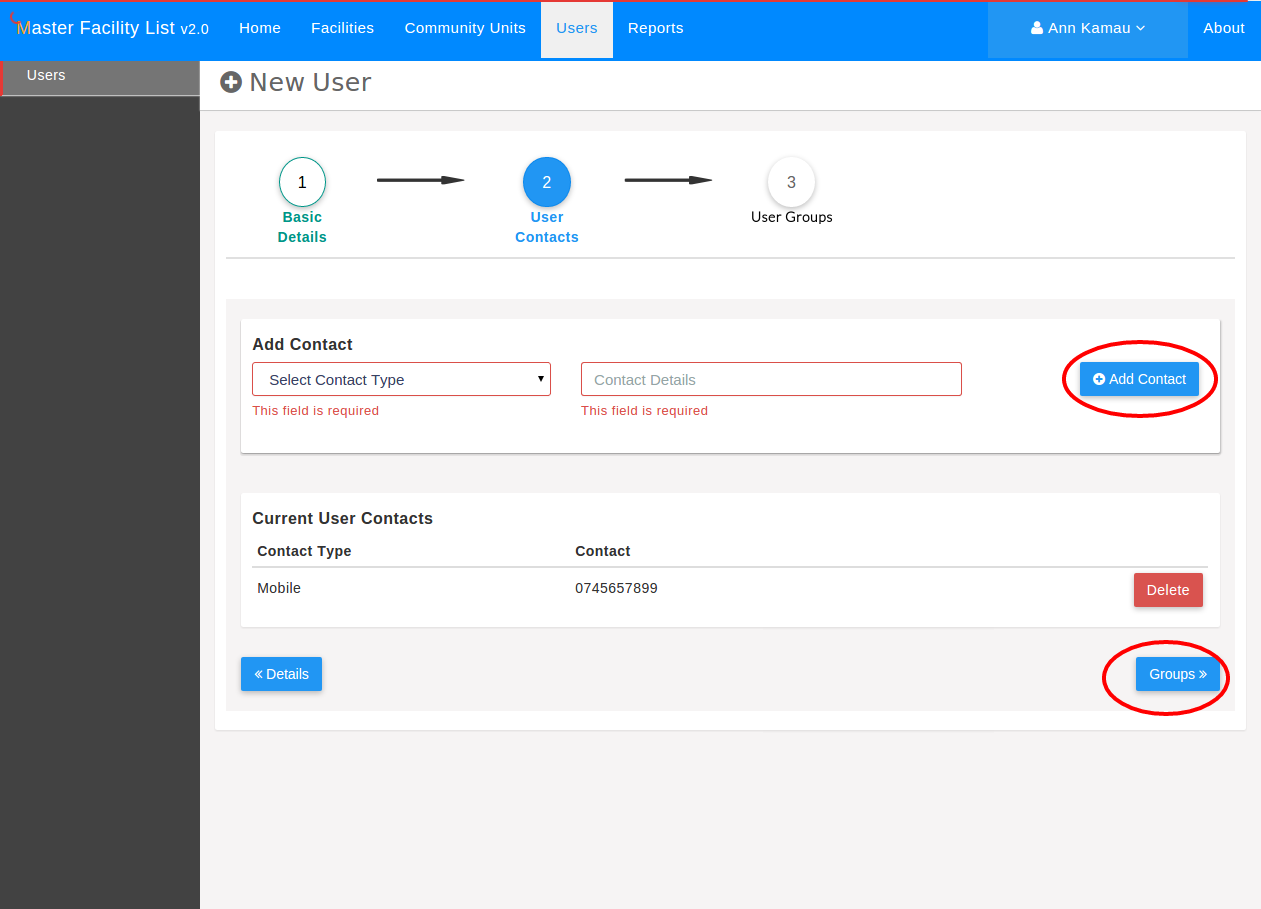 Master Facility List v2.0 Home Facilities Community Units Users Reports Ann Kamau About
Users
New User
1 2 3
Basic Details
User Contacts
User Groups
Add Contact
Select Contact Type Contact Details Add Contact
This field is required This field is required
Current User Contacts
Contact Type Contact
Mobile 0745657899 Delete
« Details Groups »